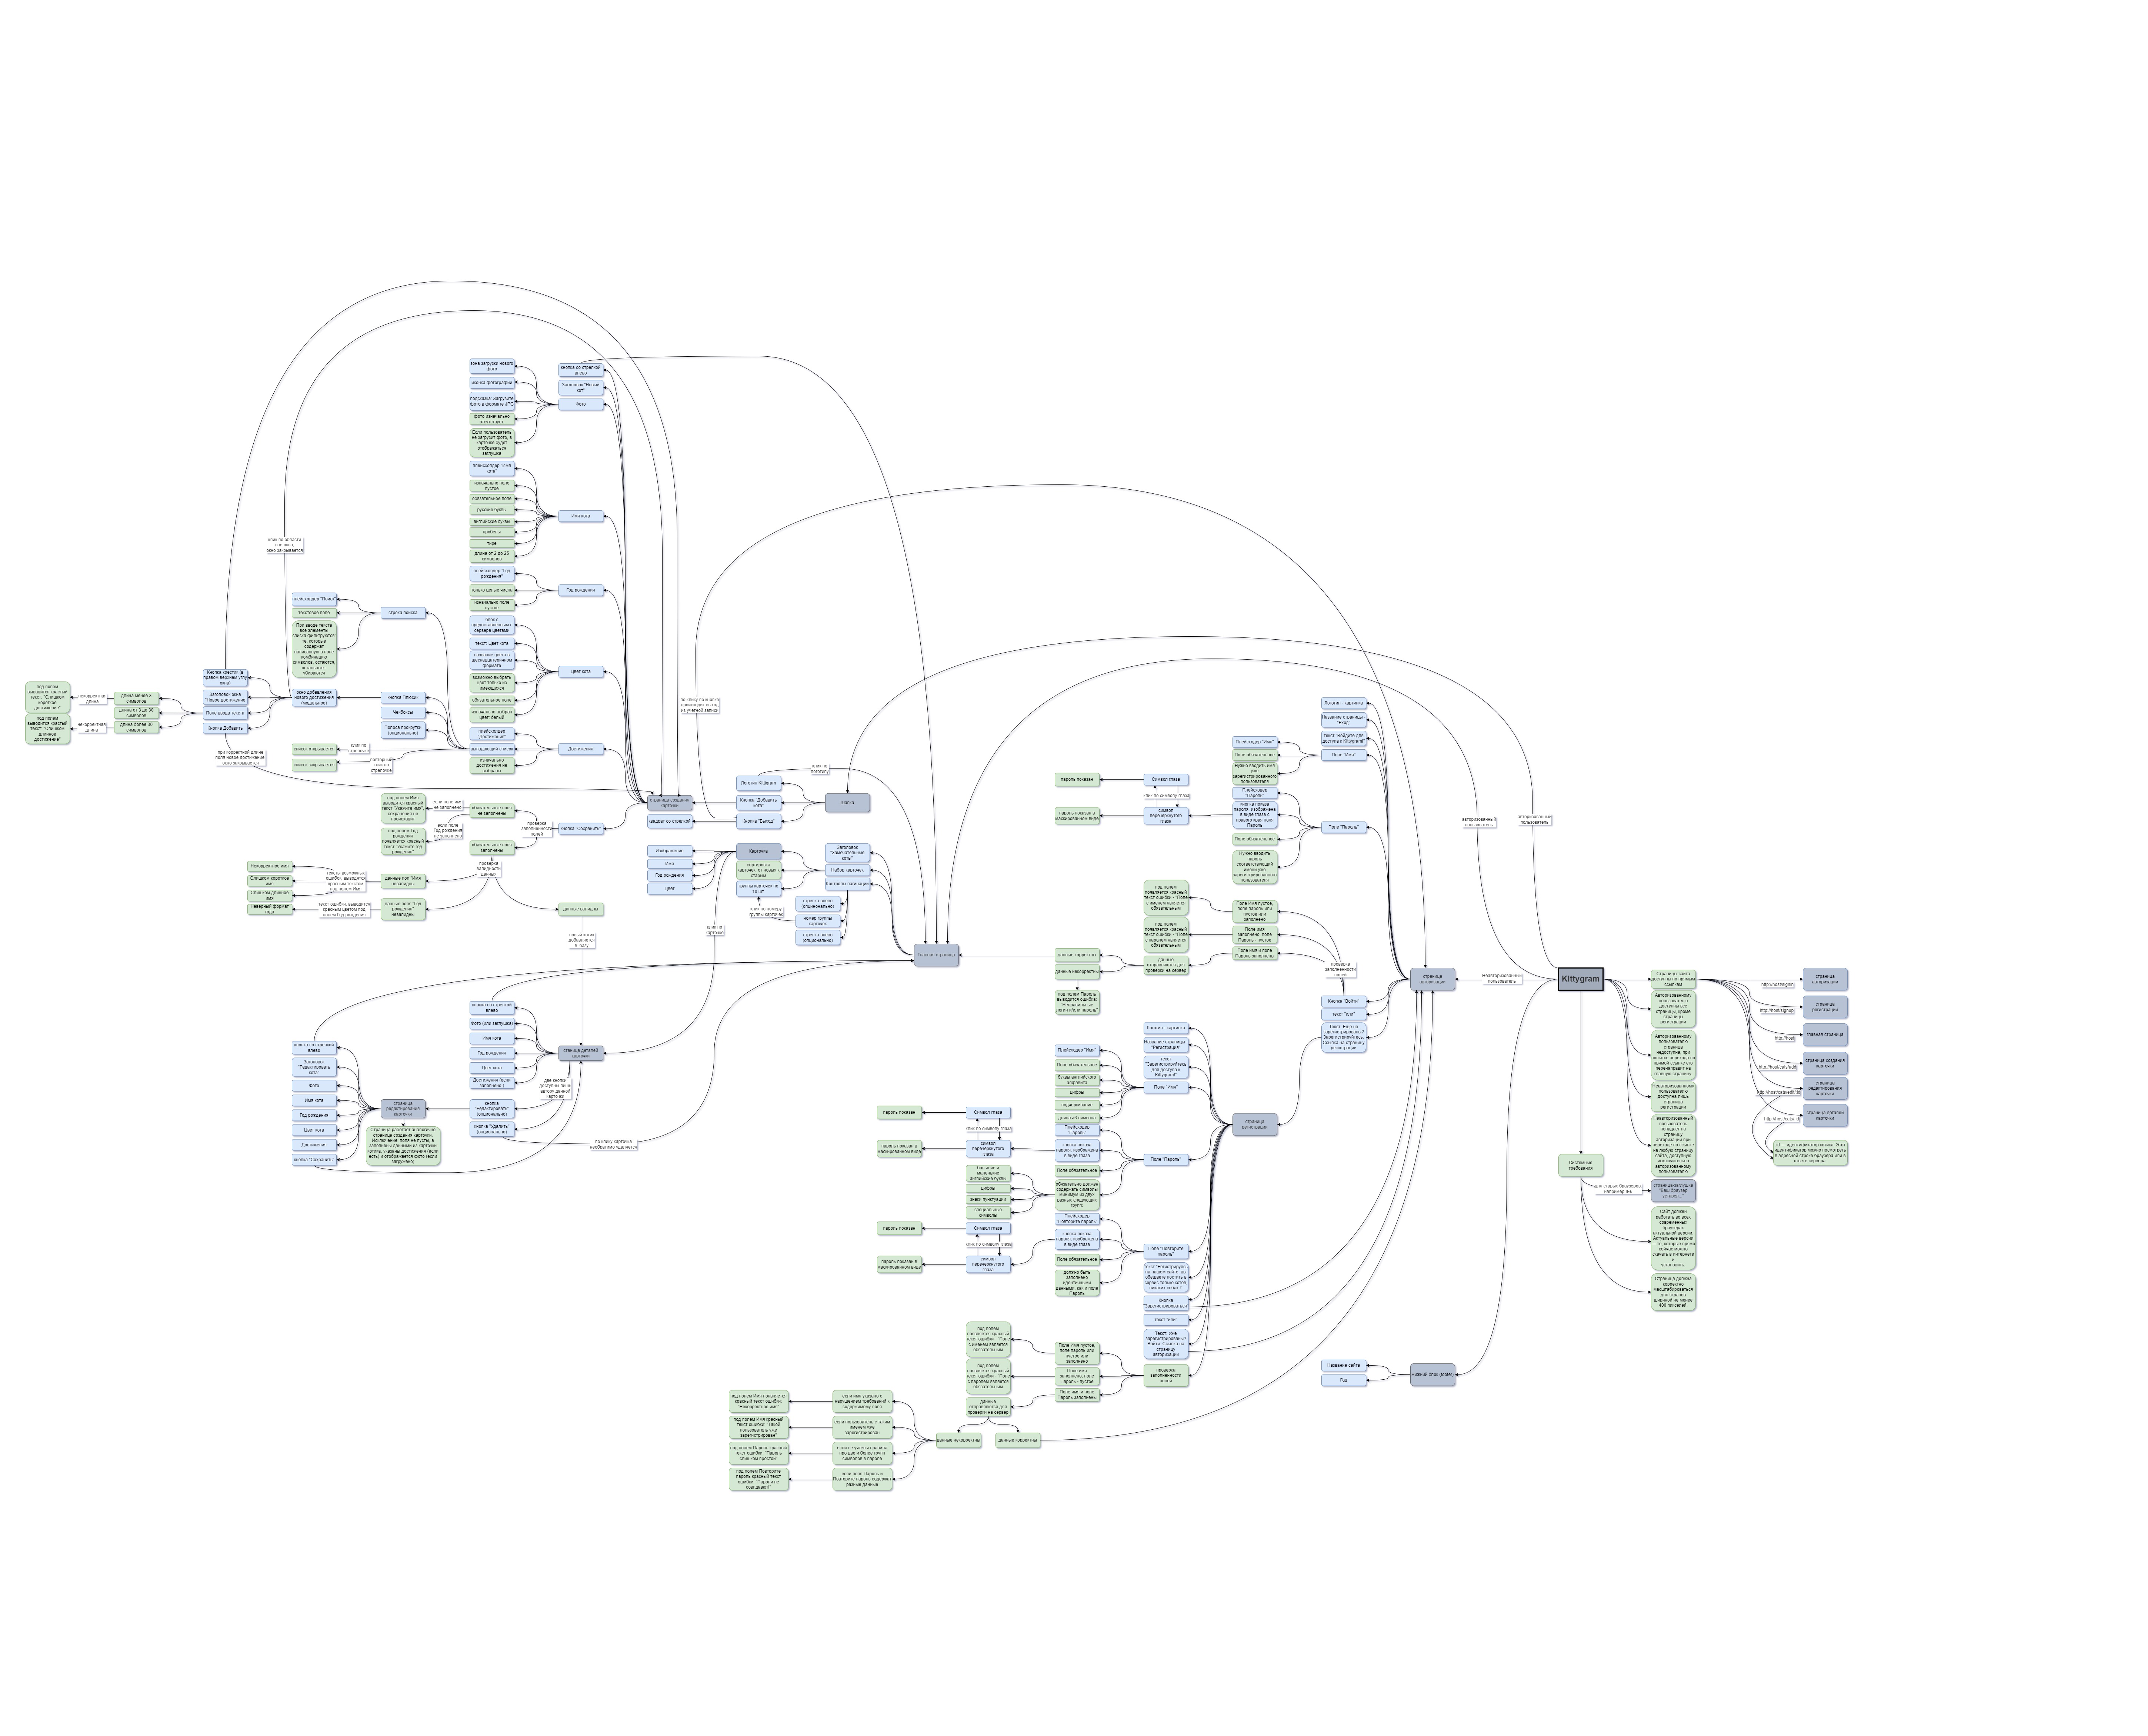 зона загрузки нового
фото
иконка фотографии
подсказка: Загрузите
фото в формате JPG
фото изначально
отсутствует
Если пользователь
не загрузит фото, в
карточке будет
отображаться
заглушка
кнопка со стрелкой
влево
Заголовок "Новый
кот"
Фото
плейсхолдер "Имя
кота"
изначально поле
пустое
обязательное поле
русские буквы
английские буквы
пробелы
тире
длина от 2 до 25
символов
Имя кота
плейсхолдер "Год
рождения"
только целые числа
изначально поле
пустое
Год рождения
блок с
предоставленным с
сервера цветами
текст: Цвет кота
название цвета в
шестнадцатеричном
формате
возможно выбрать
цвет только из
имеющихся
обязательное поле
изначально выбран
цвет: белый
Цвет кота
плейсхолдер
"Достижения"
выпадающий список
изначально
достижения не
выбраны
Достижения
клик по области
вне окна,
окно закрывается
плейсхолдер "Поиск"
текстовое поле
При вводе текста
все элементы
списка фильтруются:
те, которые
содержат
написанную в поле
комбинацию
символов, остаются,
остальные -
убираются
строка поиска
кнопка Плюсик
Чекбоксы
Полоса прокрутки
(опционально)
окно добавления
нового достижения
(модальное)
Кнопка крестик (в
правом верхнем углу
окна)
Заголовок окна
"Новое достижение
Поле ввода текста
Кнопка Добавить
длина менее 3
символов
длина от 3 до 30
символов
длина более 30
символов
некорректная
длина
некорректная
длина
под полем
выводится красный
текст: "Слишком
короткое
достижение"
под полем
выводится красный
текст: "Слишком
длинное
достижение"
при корректной длине
поля новое достижение,
окно закрывается
список открывается
список закрывается
клик по
стрелочке
повторный
клик по
стрелочке
страница создания
карточки
кнопка "Сохранить"
проверка
заполненности
полей
обязательные поля
не заполнены
обязательные поля
заполнены
если поле имя
не заполнено
если поле
Год рождения
не заполнено
под полем Имя
выводится красный
текст "Укажите имя",
сохранения не
происходит
под полем Год
рождения
появляется красный
текст "Укажите год
рождения"
проверка
валидности
данных
данные пол "Имя
невалидны
данные поля "Год
рождения"
невалидны
тексты возможных
ошибок, выводятся
красным текстом
под полем Имя
текст ошибки, выводится
красным цветом под
полем Год рождения
Некорректное имя
Слишком короткое
имя
Слишком длинное
имя
Неверный формат
года
данные валидны
новый котик
добавляется
в базу
Логотип Kittigram
Кнопка "Добавить
кота"
Кнопка "Выход"
квадрат со стрелкой
Шапка
клик по
логотипу
по клику по кнопке
происходит выход
из учетной записи
Изображение
Имя
Год рождения
Цвет
Карточка
сортировка
карточек: от новых к
старым
группы карточек по
10 шт
Заголовок
"Замечательные
коты"
Набор карточек
Контролы пагинации
стрелка влево
(опционально)
номер группы
карточек
стрелка влево
(опционально)
клик по номеру
группы карточек
клик по
карточке
Главная страница
кнопка со стрелкой
влево
Фото (или заглушка)
Имя кота
Год рождения
Цвет кота
Достижения (если
заполнено )
кнопка
"Редактировать"
(опционально)
кнопка "Удалить"
(опционально)
две кнопки
доступны лишь
автору данной
карточки
страница деталей
карточки
по клику карточка
необратимо удаляется
кнопка со стрелкой
влево
Заголовок
"Редактировать
кота"
Фото
Имя кота
Год рождения
Цвет кота
Достижения
кнопка "Сохранить"
страница
редактирования
карточки
Страница работает аналогично
странице создания карточки.
Исключение: поля не пусты, а
заполнены данными из карточки
котика, указаны достижения (если
есть) и отображается фото (если
загружено)
авторизованный
пользователь
авторизованный
пользователь
Неавторизованный
пользователь
Kittygram
страница
авторизации
Логотип - картинка
Название страницы -
"Вход"
текст "Войдите для
доступа к Kittygram!"
Поле "Имя"
Плейсходер "Имя"
Поле обязательное
Нужно вводить имя
уже
зарегистрированного
пользователя
Поле "Пароль"
Плейсходер
"Пароль"
кнопка показа
пароля, изображена
в виде глаза с
правого края поля
Пароль
Поле обязательное
Нужно вводить
пароль
соответствующий
имени уже
зарегистрированного
пользователя
Символ глаза
клик по символу глаза
символ
перечеркнутого
глаза
пароль показан
пароль показан в
маскированном виде
Кнопка "Войти"
текст "или"
Текст: Ещё не
зарегистрированы?
Зарегистрируйтесь.
Ссылка на страницу
регистрации
проверка
заполненности
полей
Поле Имя пустое,
поле пароль или
пустое или
заполнено
Поле имя
заполнено, поле
Пароль - пустое
Поле имя и поле
Пароль заполнены
под полем
появляется красный
текст ошибки - "Поле
с именем является
обязательным
под полем
появляется красный
текст ошибки - "Поле
с паролем является
обязательным
данные
отправляются для
проверки на сервер
данные корректны
данные некорректны
под полем Пароль
выводится ошибка
"Неправильные
логин и/или пароль"
страница
регистрации
Логотип - картинка
Название страницы -
"Регистрация"
текст
"Зарегистрируйтесь
для доступа к
Kittygram!"
Поле "Имя"
Плейсходер "Имя"
Поле обязательное
буквы английского
алфавита
цифры
подчеркивание
длина ≥3 символа
Поле "Пароль"
Плейсходер
"Пароль"
кнопка показа
пароля, изображена
в виде глаза
Поле обязательное
обязательно должен
содержать символы
минимум из двух
разных следующих
групп
Символ глаза
клик по символу глаза
символ
перечеркнутого
глаза
пароль показан
пароль показан в
маскированном виде
большие и
маленькие
английские буквы
цифры
знаки пунктуации
специальные
символы
Поле "Повторите
пароль"
Плейсходер
"Повторите пароль"
кнопка показа
пароля, изображена
в виде глаза
Поле обязательное
должно быть
заполнено
идентичными
данными, как и поле
Пароль
Символ глаза
клик по символу глаза
символ
перечеркнутого
глаза
пароль показан
пароль показан в
маскированном виде
текст "Регистрируясь
на нашем сайте, вы
обещаете постить в
сервис только котов,
никаких собак!"
Кнопка
"Зарегистрироваться"
текст "или"
Текст: Уже
зарегистрированы?
Войти. Ссылка на
страницу
авторизации
проверка
заполненности
полей
Поле Имя пустое,
поле пароль или
пустое или
заполнено
Поле имя
заполнено, поле
Пароль - пустое
Поле имя и поле
Пароль заполнены
под полем
появляется красный
текст ошибки - "Поле
с именем является
обязательным
под полем
появляется красный
текст ошибки - "Поле
с паролем является
обязательным
данные
отправляются для
проверки на сервер
данные некорректны
данные корректны
если имя указано с
нарушением требований к
содержимому поля
если пользователь с таким
именем уже
зарегистрирован
если не учтены правила
про две и более групп
символов в пароле
если поля Пароль и
Повторите пароль содержат
разные данные
под полем Имя появляется
красный текст ошибки:
"Некорректное имя"
под полем Имя красный
текст ошибки: "Такой
пользователь уже
зарегистрирован"
под полем Пароль красный
текст ошибки: "Пароль
слишком простой"
под полем Повторите
пароль красный текст
ошибки: "Пароли не
совпадают!"
Нижний блок (footer)
Название сайта
Год
Страницы сайта
доступны по прямым
ссылкам
Авторизованному
пользователю
доступны все
страницы, кроме
страницы
регистрации
Авторизованному
пользователю
страница
недоступна, при
попытке перехода по
прямой ссылке его
перенаправит на
главную страницу.
Неавторизованному
пользователю
доступна лишь
страница
регистрации
Неавторизованный
пользователь
попадает на
страницу
авторизации при
переходе по ссылке
на любую страницу
сайта, доступную
исключительно
авторизованному
пользователю
http://host/signin
http://host/signup
http://host
http://host/cats/add
страница
авторизации
страница
регистрации
главная страница
страница создания
карточки
страница
редактирования
карточки
страница деталей
карточки
id — идентификатор котика. Этот
идентификатор можно посмотреть
в адресной строке браузера или в
ответе сервера.
Системные
требования
для старых браузеров,
например IE6
страница-заглушка
"Ваш браузер
устарел..."
Сайт должен
работать во всех
современных
браузерах
актуальной версии.
Актуальные версии
— те, которые прямо
сейчас можно
скачать в интернете
и
установить
Страница должна
корректно
масштабироваться
для экранов
шириной не менее
400 пикселей.